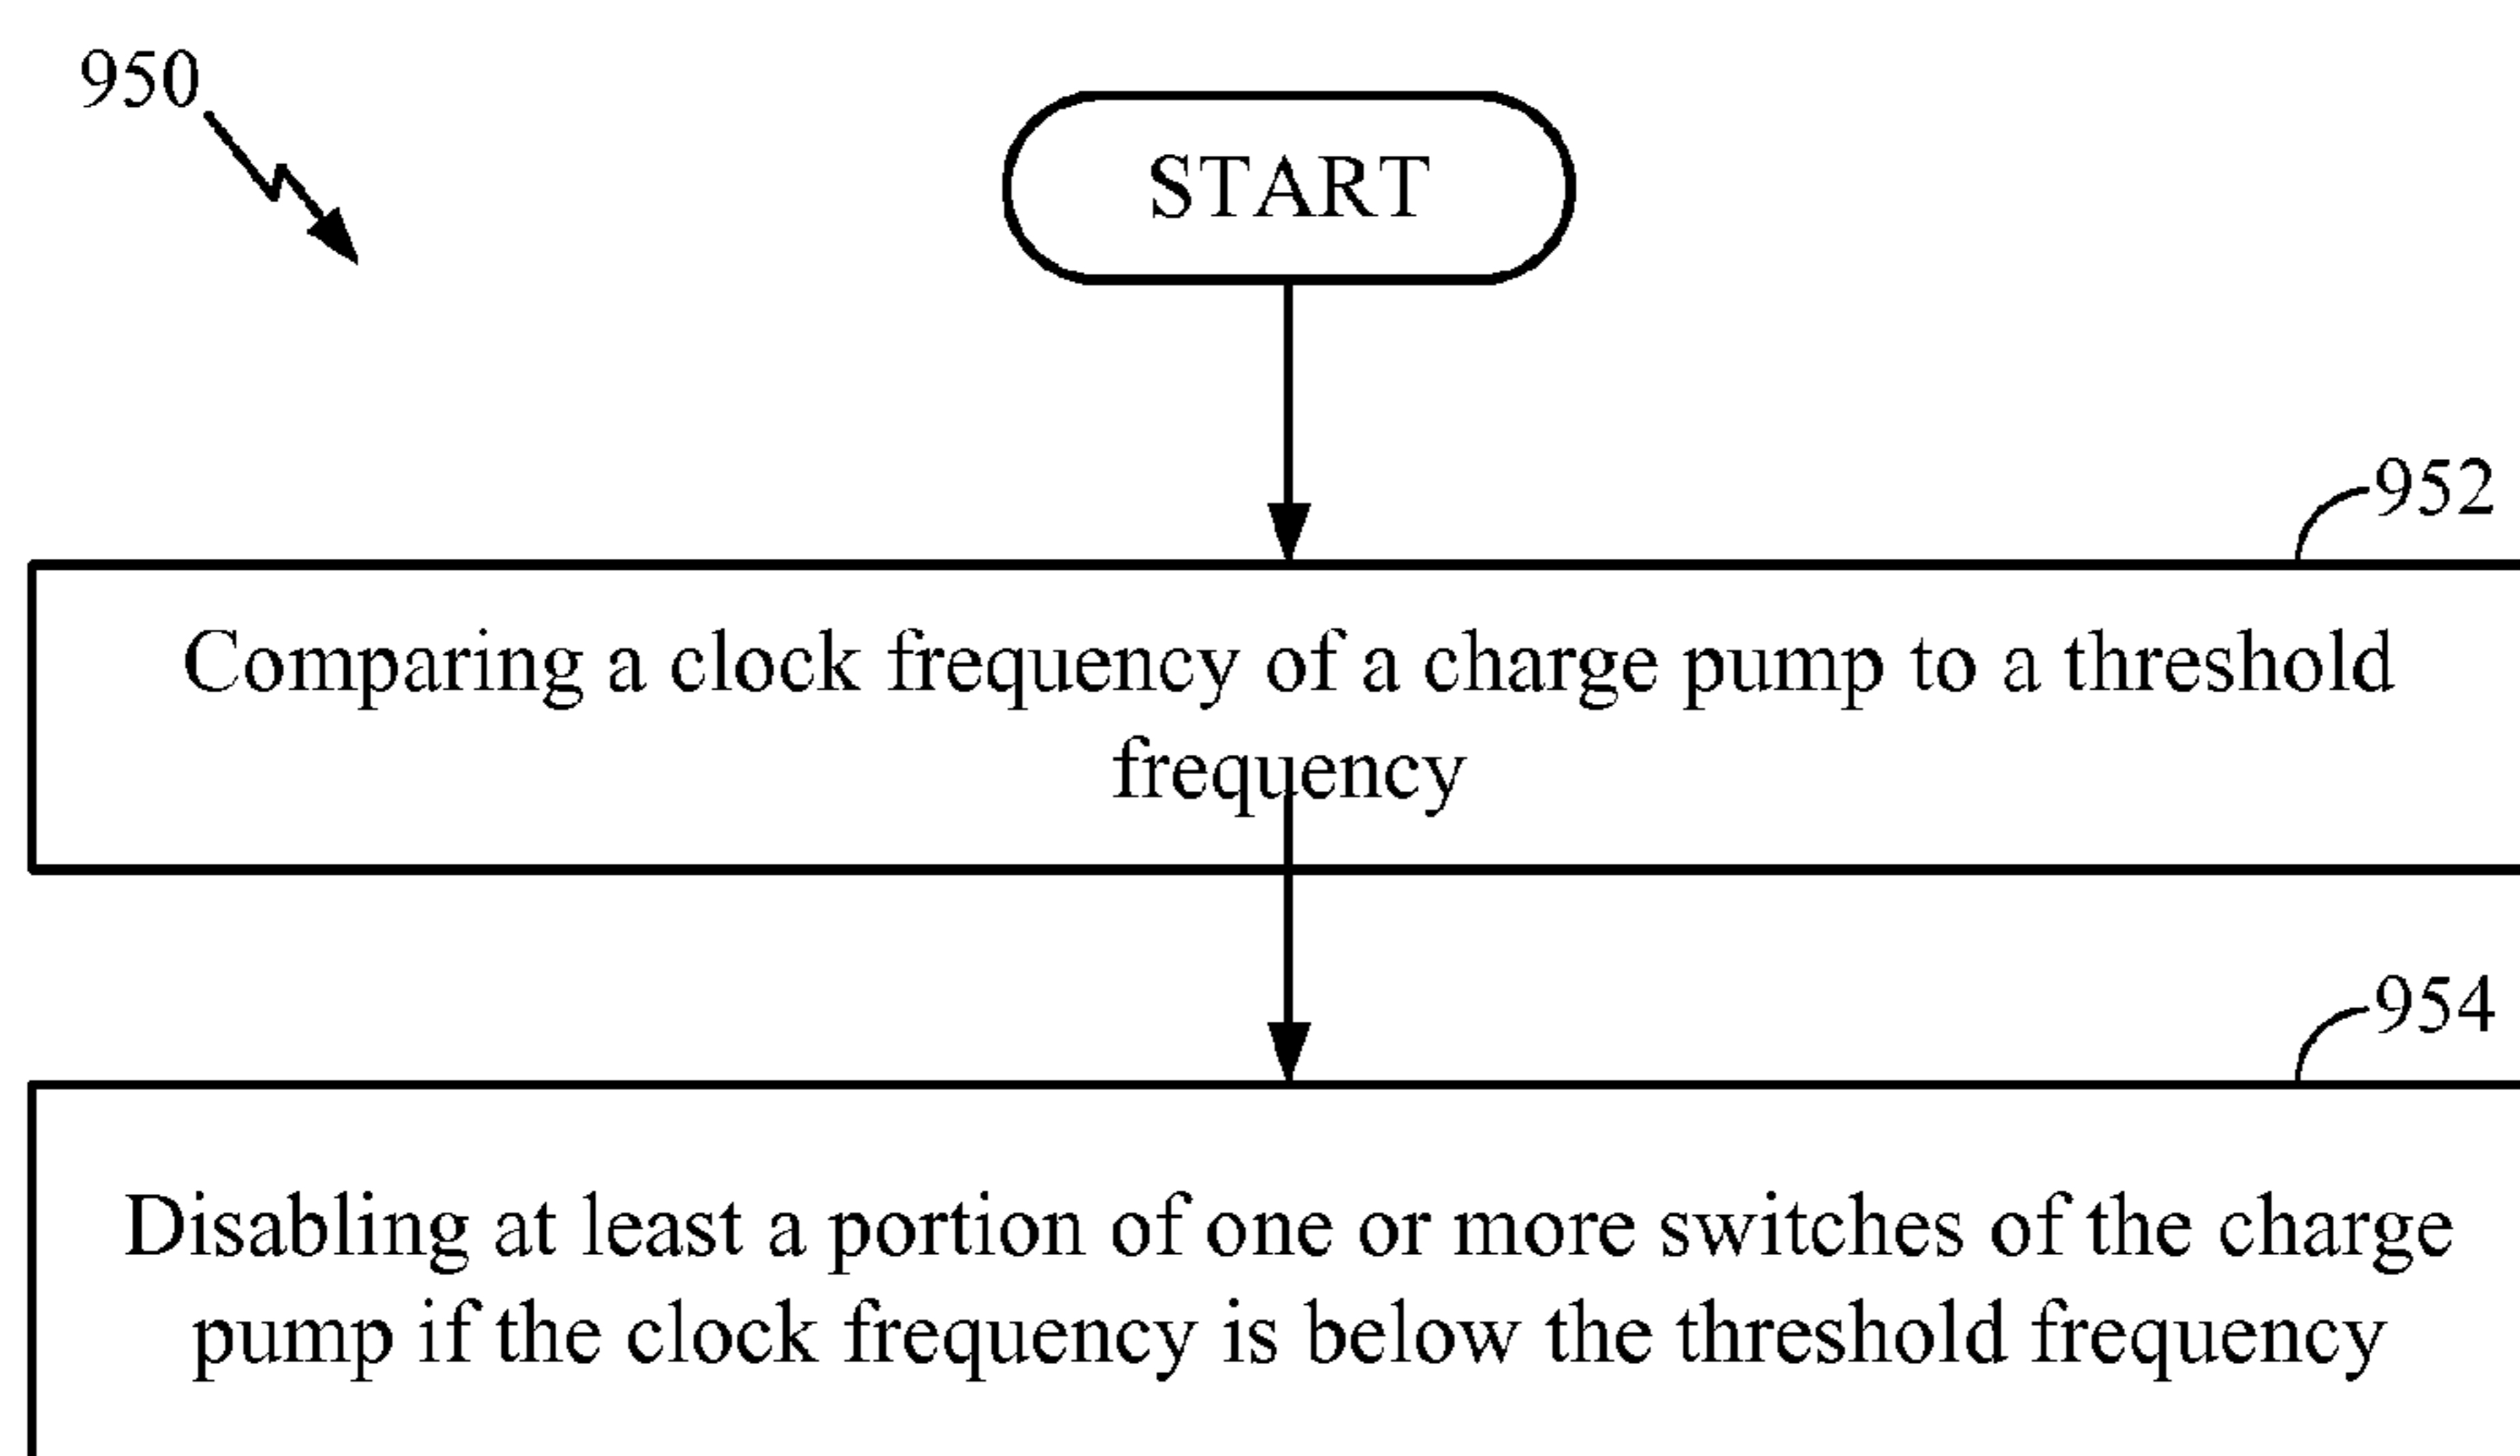 950
START
952
Comparing a clock frequency of a charge pump to a threshold
frequency
954
Disabling at least a portion of one or more switches of the charge
pump if the clock frequency is below the threshold frequency